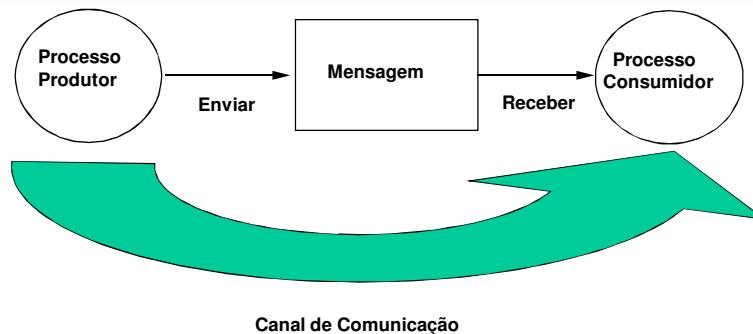 Processo
Produtor
Enviar
Mensagem
Receber
Processo
Consumidor
Canal de Comunicação